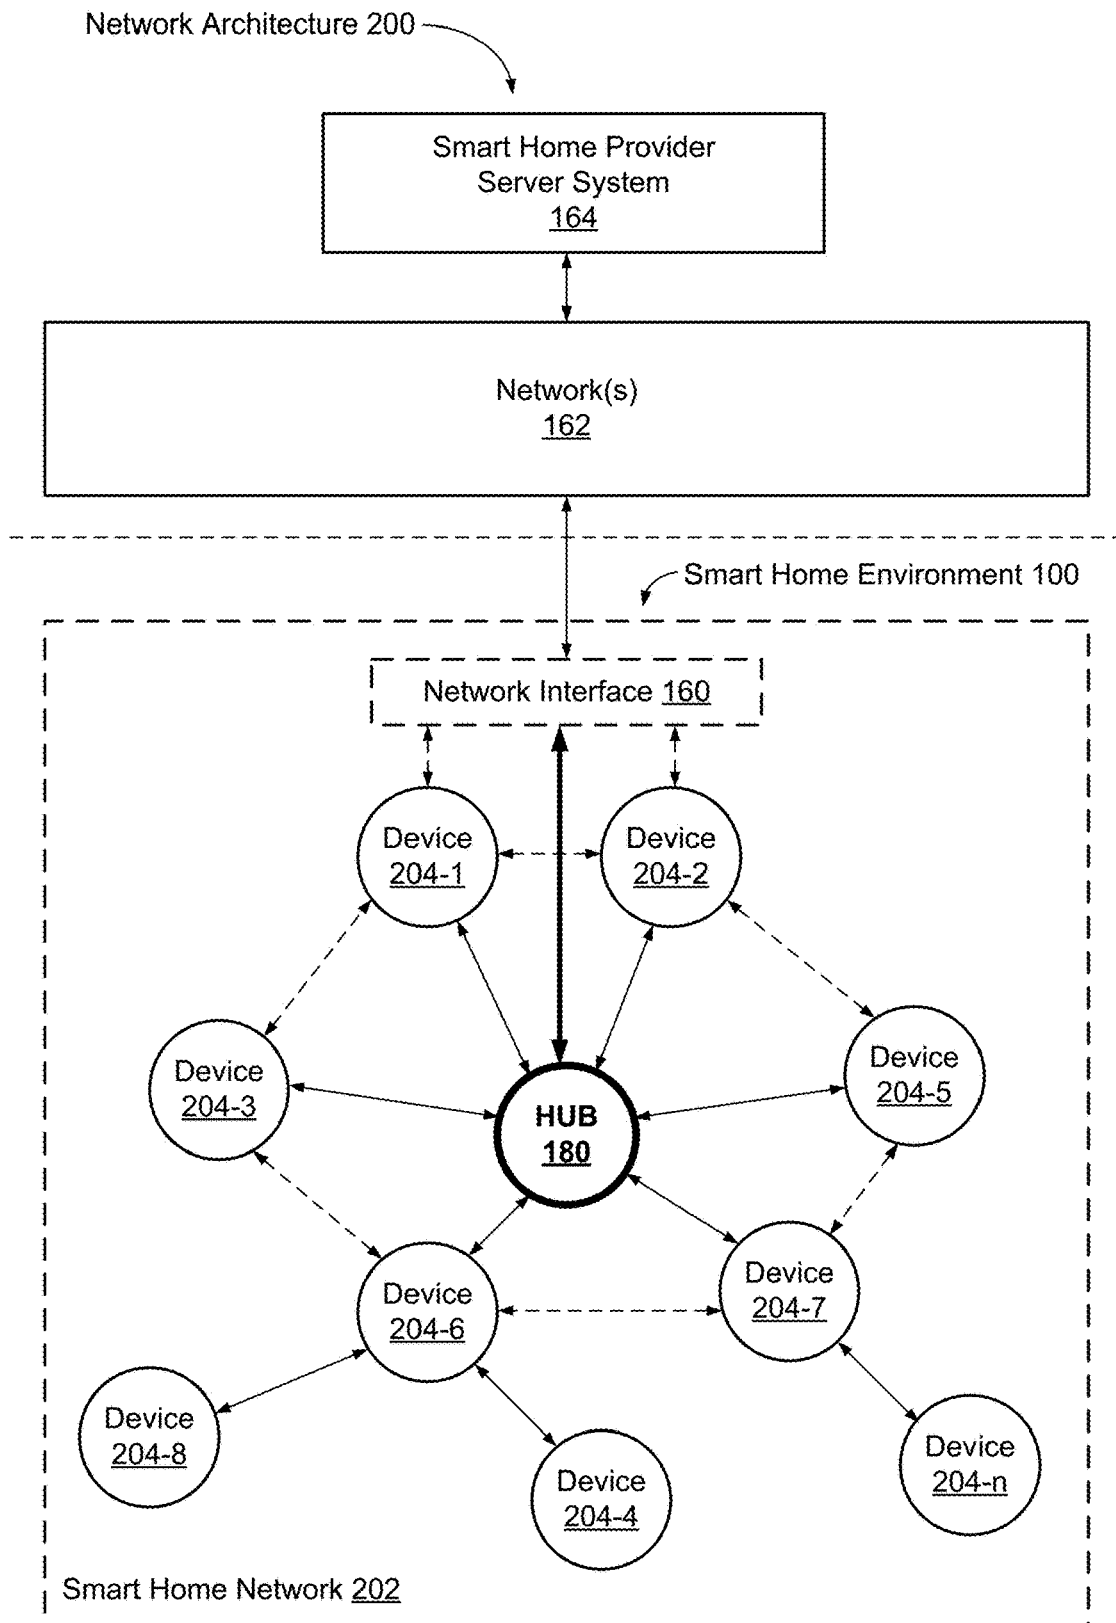 Network Architecture 200
Smart Home Provider
Server System
164
Network(s)
162
Smart Home Environment 100
Network Interface 160
Device
204-1
Device
204-2
Device
204-3
Device
204-5
HUB
180
Device
204-6
Device
204-7
Device
204-8
Device
204-4
Device
204-n
Smart Home Network 202